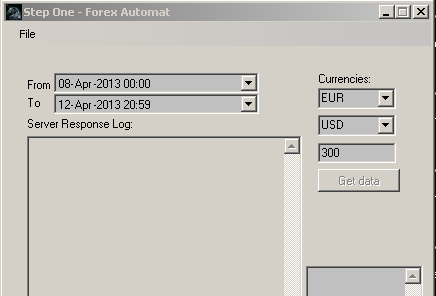 Step One - Forex Automat
File
From 08-Apr-2013 00:00
To 12-Apr-2013 20:59
Server Response Log:
Currencies:
EUR
USD
300
Get data